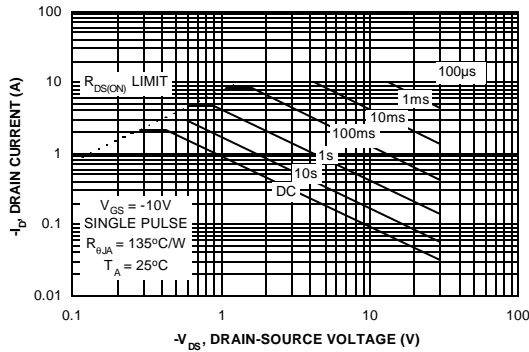 100
10
1
0.1
0.01
0.1
1
10
100
-I_D, DRAIN CURRENT (A)
-V_DS, DRAIN-SOURCE VOLTAGE (V)
R_DS(ON) LIMIT
100µs
1ms
10ms
100ms
1s
10s
DC
V_GS = -10V
SINGLE PULSE
R_θJA = 135°C/W
T_A = 25°C